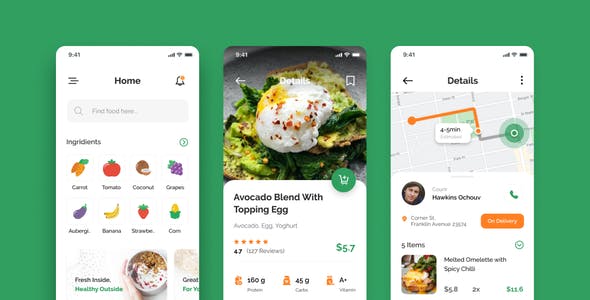 9:41
Home
Find food here...
Ingridients
Carrot
Tomato
Coconut
Grapes
Aubergi..
Banana
Strawbe..
Corn
Fresh Inside,
Healthy Outside
Great
For Yo
9:41
Details
Avocado Blend With
Topping Egg
Avocado, Egg, Yoghurt
4.7 (127 Reviews)
$5.7
160 g
Protein
45 g
Carbo
A+
Vitamin
9:41
Details
4-5min
Estimated
Courir
Hawkins Ochouv
Corner St,
Franklin Avenue 23574
On Delivery
5 Items
Melted Omelette with
Spicy Chilli
$5.8 2x $11.6